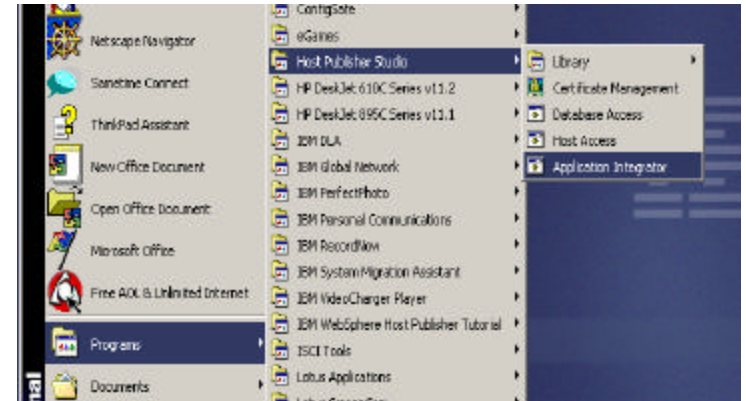 Netscape Navigator
Sametime Connect
ThinkPad Assistant
New Office Document
Open Office Document
Microsoft Office
Free AOL & Unlimited Internet
Programs
Documents
ConfigSafe
eGames
Host Publisher Studio
HP DeskJet 610C Series v11.2
HP DeskJet 895C Series v11.1
IBM DLA
IBM Global Network
IBM PerfectPhoto
IBM Personal Communications
IBM RecordNow
IBM System Migration Assistant
IBM VideoCharger Player
IBM WebSphere Host Publisher Tutorial
ISCI Tools
Lotus Applications
Library
Certificate Management
Database Access
Host Access
Application Integrator